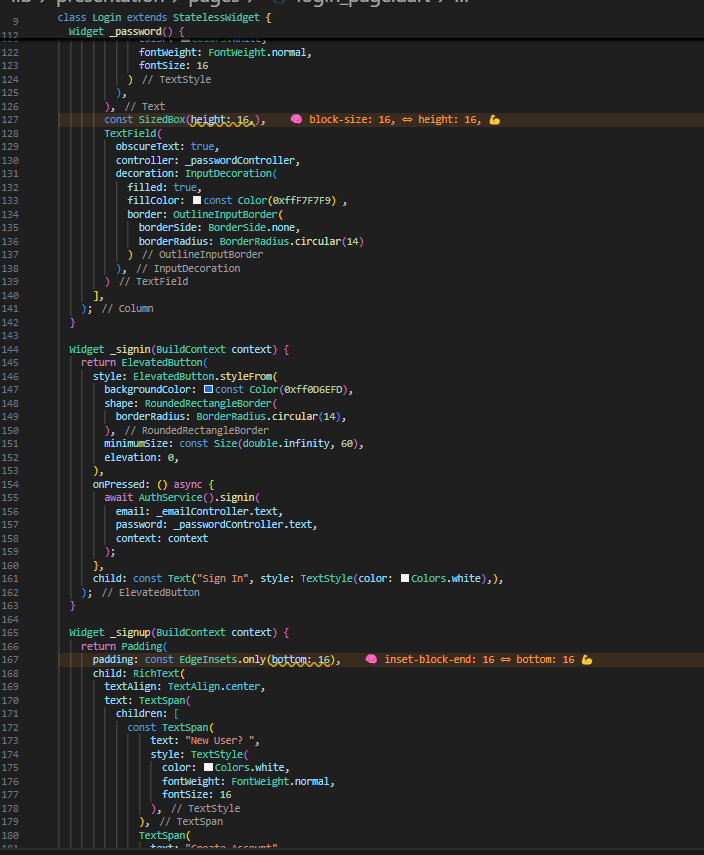 lib > presentation > pages > login_page.dart > ...
9 class Login extends StatelessWidget {
112 Widget _password() {
121 color: Colors.white,
122 fontWeight: FontWeight.normal,
123 fontSize: 16
124 ) // TextStyle
125 ),
126 ), // Text
127 const SizedBox(height: 16,), 🧠 block-size: 16, ⇔ height: 16, 💪
128 TextField(
129 obscureText: true,
130 controller: _passwordController,
131 decoration: InputDecoration(
132 filled: true,
133 fillColor: const Color(0xffF7F7F9) ,
134 border: OutlineInputBorder(
135 borderSide: BorderSide.none,
136 borderRadius: BorderRadius.circular(14)
137 ) // OutlineInputBorder
138 ), // InputDecoration
139 ) // TextField
140 ],
141 ); // Column
142 }
143
144 Widget _signin(BuildContext context) {
145 return ElevatedButton(
146 style: ElevatedButton.styleFrom(
147 backgroundColor: const Color(0xff0D6EFD),
148 shape: RoundedRectangleBorder(
149 borderRadius: BorderRadius.circular(14),
150 ), // RoundedRectangleBorder
151 minimumSize: const Size(double.infinity, 60),
152 elevation: 0,
153 ),
154 onPressed: () async {
155 await AuthService().signin(
156 email: _emailController.text,
157 password: _passwordController.text,
158 context: context
159 );
160 },
161 child: const Text("Sign In", style: TextStyle(color: Colors.white),),
162 ); // ElevatedButton
163 }
164
165 Widget _signup(BuildContext context) {
166 return Padding(
167 padding: const EdgeInsets.only(bottom: 16), 🧠 inset-block-end: 16 ⇔ bottom: 16 💪
168 child: RichText(
169 textAlign: TextAlign.center,
170 text: TextSpan(
171 children: [
172 const TextSpan(
173 text: "New User? ",
174 style: TextStyle(
175 color: Colors.white,
176 fontWeight: FontWeight.normal,
177 fontSize: 16
178 ), // TextStyle
179 ), // TextSpan
180 TextSpan(
181 text: "Create Account"